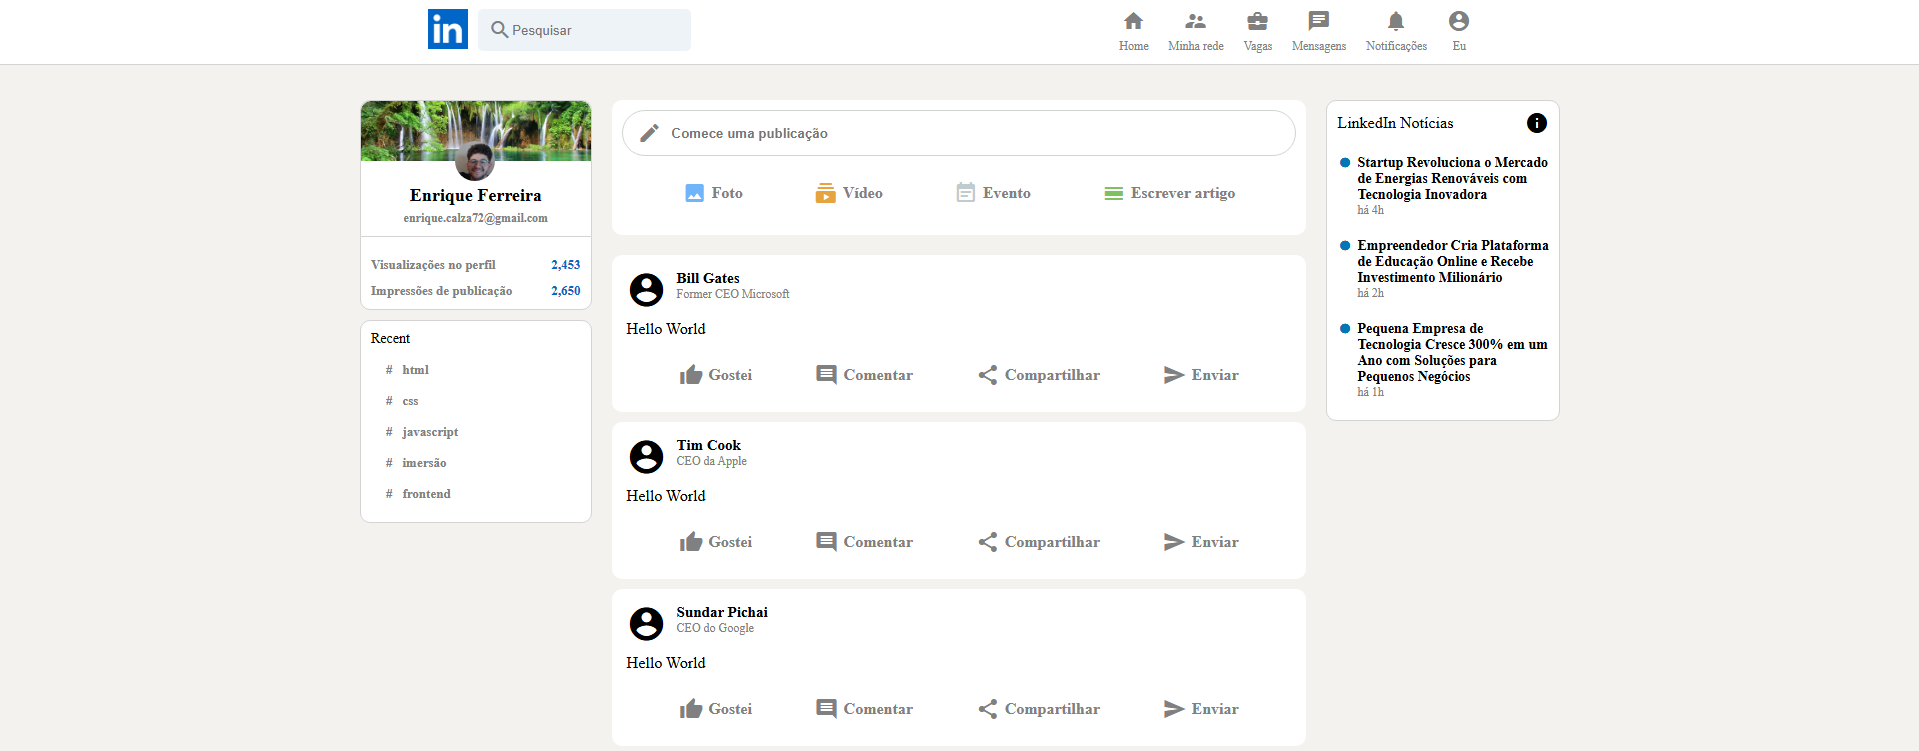 in
Pesquisar
Home
Minha rede
Vagas
Mensagens
Notificações
Eu
Enrique Ferreira
enrique.calza72@gmail.com
Visualizações no perfil 2,453
Impressões de publicação 2,650
Recent
# html
# css
# javascript
# imersão
# frontend
Comece uma publicação
Foto
Vídeo
Evento
Escrever artigo
Bill Gates
Former CEO Microsoft
Hello World
Gostei
Comentar
Compartilhar
Enviar
Tim Cook
CEO da Apple
Hello World
Gostei
Comentar
Compartilhar
Enviar
Sundar Pichai
CEO do Google
Hello World
Gostei
Comentar
Compartilhar
Enviar
LinkedIn Notícias
Startup Revoluciona o Mercado
de Energias Renováveis com
Tecnologia Inovadora
há 4h
Empreendedor Cria Plataforma
de Educação Online e Recebe
Investimento Milionário
há 2h
Pequena Empresa de
Tecnologia Cresce 300% em um
Ano com Soluções para
Pequenos Negócios
há 1h